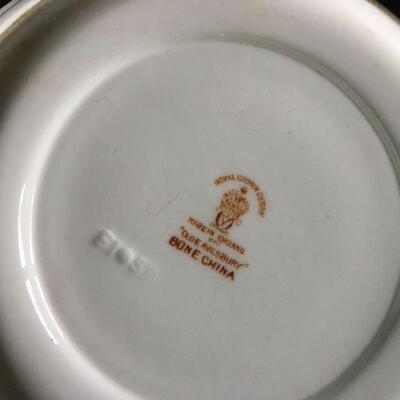 ROYAL CROWN DERBY
MADE IN ENGLAND
"OLDE AVESBURY"
BONE CHINA